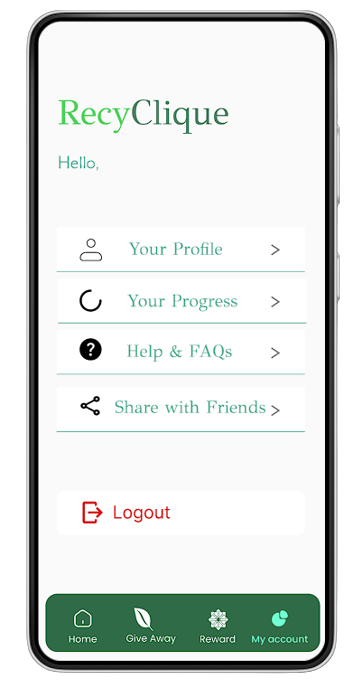 RecyClique
Hello,
Your Profile
Your Progress
Help & FAQs
Share with Friends
Logout
Home
Give Away
Reward
My account